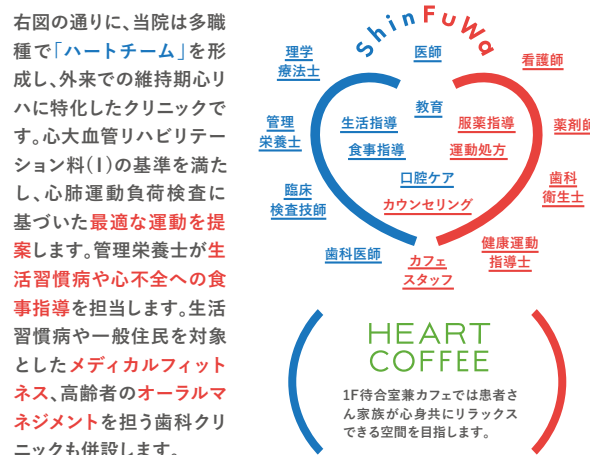 右図の通りに、当院は多職
種で「ハートチーム」を形
成し、外来での維持期心リ
ハに特化したクリニックで
す。心大血管リハビリテー
ション料(I)の基準を満た
し、心肺運動負荷検査に
基づいた最適な運動を提
案します。管理栄養士が生
活習慣病や心不全への食
事指導を担当します。生活
習慣病や一般住民を対象
としたメディカルフィット
ネス、高齢者のオーラルマ
ネジメントを担う歯科クリ
ニックも併設します。
ShinFuWa
理学
療法士
医師
看護師
管理
栄養士
教育
生活指導
服薬指導
薬剤師
食事指導
運動処方
臨床
検査技師
口腔ケア
カウンセリング
歯科
衛生士
歯科医師
カフェ
スタッフ
健康運動
指導士
HEART
COFFEE
1F待合室兼カフェでは患者さ
ん家族が心身共にリラックス
できる空間を目指します。